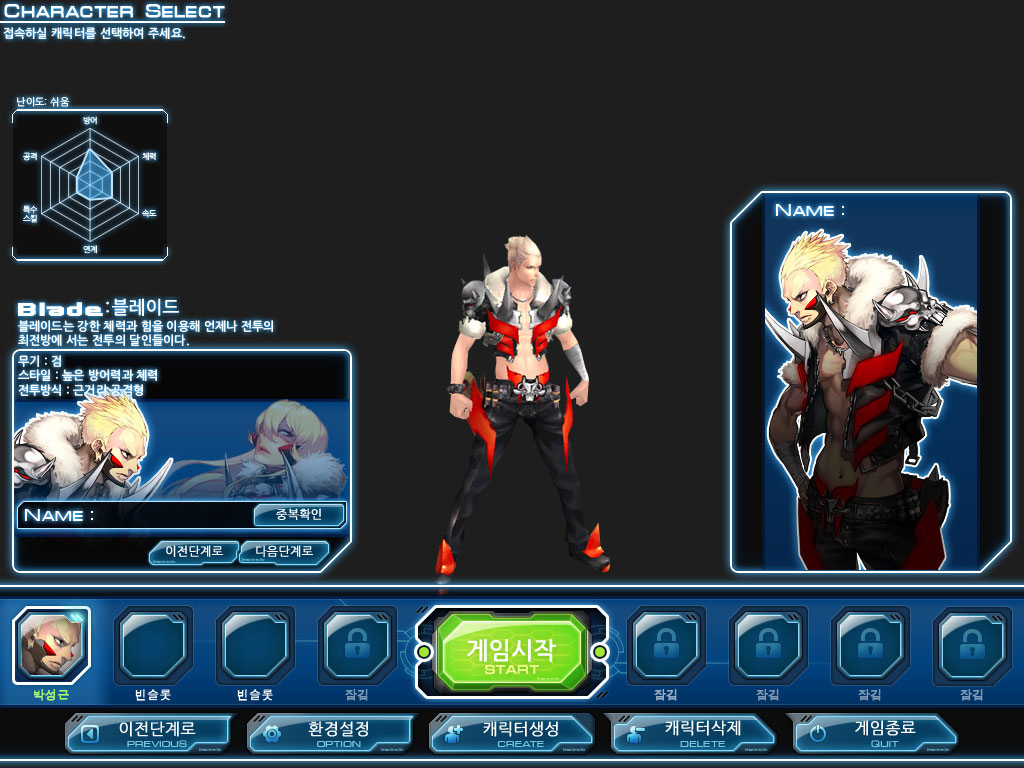 Character Select
접속하실 캐릭터를 선택하여 주세요.
난이도: 쉬움
방어
공격
체력
특수
스킬
속도
연계
Blade:블레이드
블레이드는 강한 체력과 힘을 이용해 언제나 전투의
최전방에 서는 전투의 달인들이다.
무기 : 검
스타일 : 높은 방어력과 체력
전투방식 : 근거리 공격형
Name :
중복확인
이전단계로
다음단계로
Name :
박성근
빈슬롯
빈슬롯
잠김
게임시작
START
잠김
잠김
잠김
잠김
이전단계로
PREVIOUS
환경설정
OPTION
캐릭터생성
CREATE
캐릭터삭제
DELETE
게임종료
QUIT